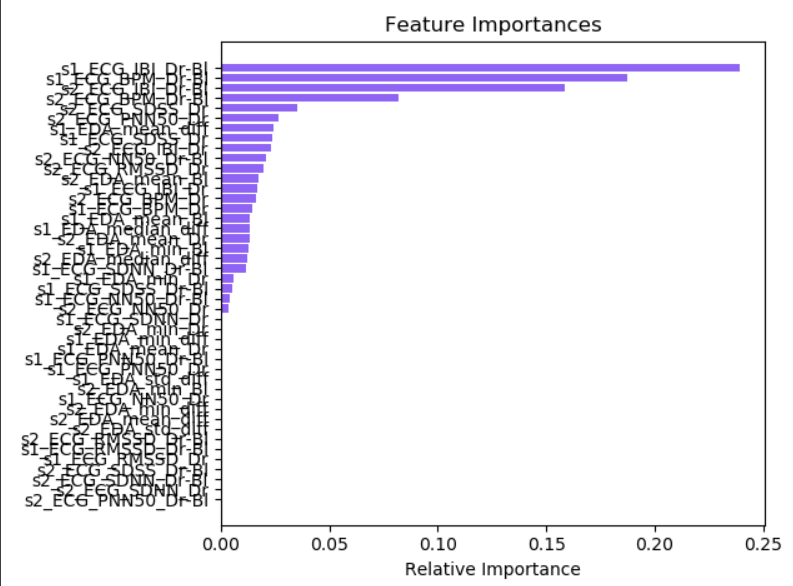 Feature Importances
s1_ECG_IBI_Dr-Bl
s1_ECG_BPM_Dr-Bl
s2_ECG_IBI_Dr-Bl
s2_ECG_BPM_Dr-Bl
s2_ECG_SDSS_Dr
s2_ECG_PNN50_Dr
s1_EDA_mean_diff
s1_ECG_SDSS_Dr
s2_ECG_IBI_Dr
s2_ECG_NN50_Dr-Bl
s2_ECG_RMSSD_Dr
s2_EDA_mean_Bl
s1_ECG_IBI_Dr
s2_ECG_BPM_Dr
s1_ECG_BPM_Dr
s1_EDA_mean_Bl
s1_EDA_median_diff
s2_EDA_mean_Dr
s1_EDA_min_Bl
s2_EDA_median_diff
s1_ECG_SDNN_Dr-Bl
s1_EDA_min_Dr
s1_ECG_SDSS_Dr-Bl
s1_ECG_NN50_Dr-Bl
s2_ECG_NN50_Dr
s1_ECG_SDNN_Dr
s2_EDA_min_Dr
s1_EDA_min_diff
s1_EDA_mean_Dr
s1_ECG_PNN50_Dr-Bl
s1_ECG_PNN50_Dr
s1_EDA_std_diff
s2_EDA_min_Bl
s1_ECG_NN50_Dr
s2_EDA_min_diff
s2_EDA_mean_diff
s2_EDA_std_diff
s2_ECG_RMSSD_Dr-Bl
s1_ECG_RMSSD_Dr-Bl
s1_ECG_RMSSD_Dr
s2_ECG_SDSS_Dr-Bl
s2_ECG_SDNN_Dr-Bl
s2_ECG_SDNN_Dr
s2_ECG_PNN50_Dr-Bl
0.00 0.05 0.10 0.15 0.20 0.25
Relative Importance